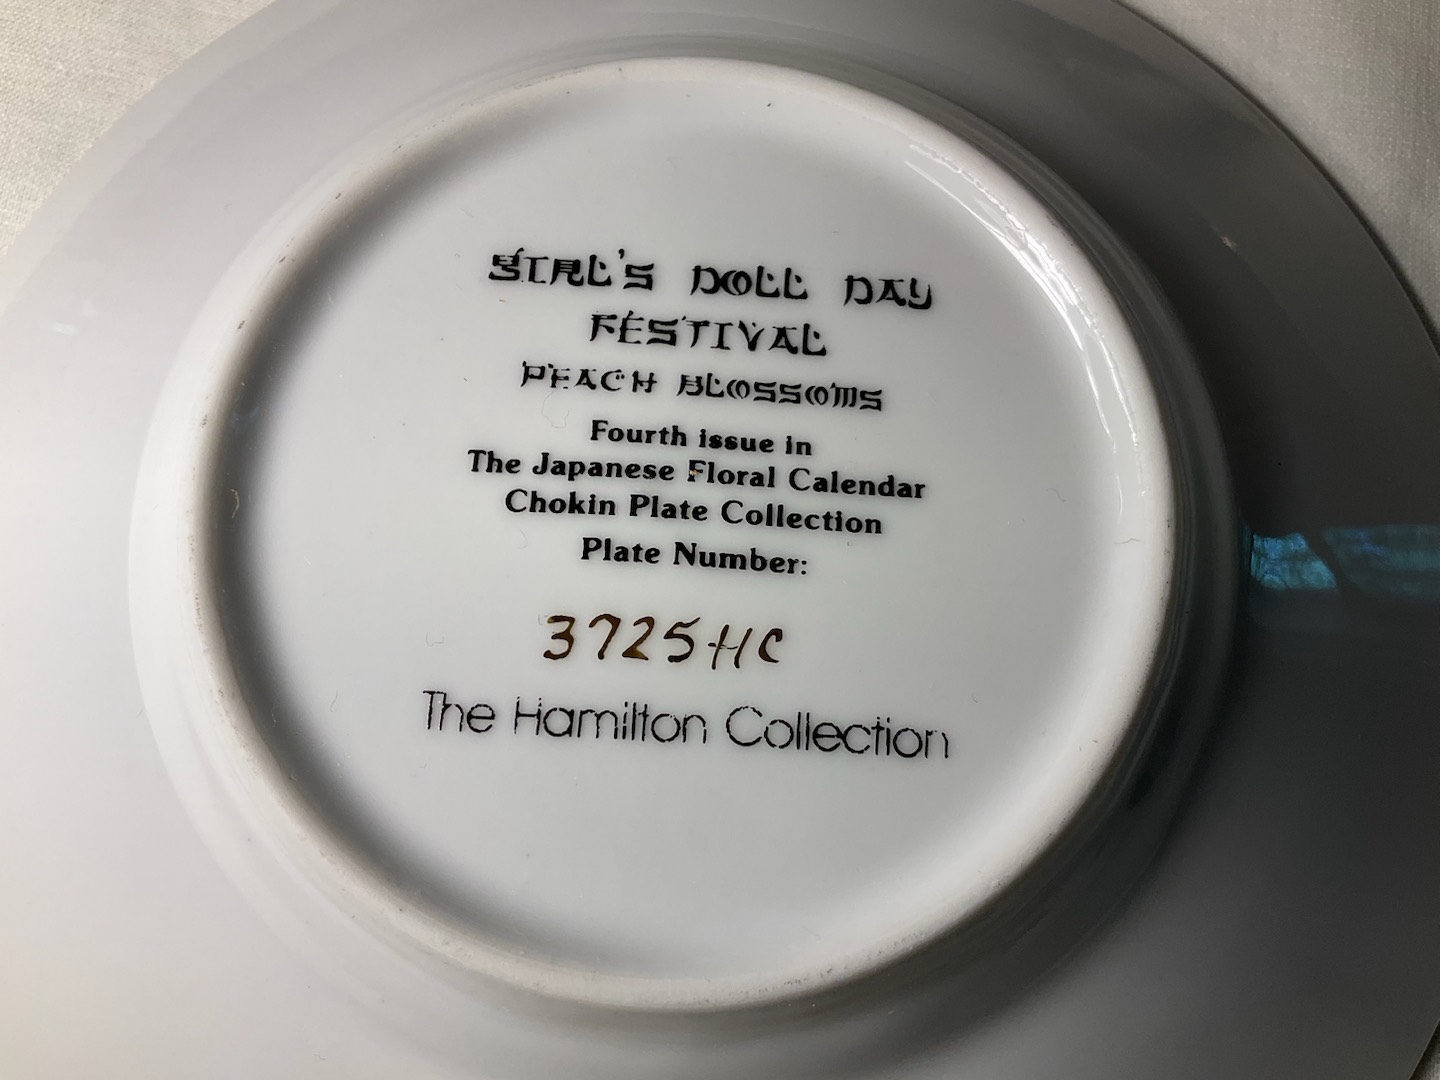 GIRL'S DOLL DAY
FESTIVAL
PEACH BLOSSOMS
Fourth issue in
The Japanese Floral Calendar
Chokin Plate Collection
Plate Number:
3725HC
The Hamilton Collection